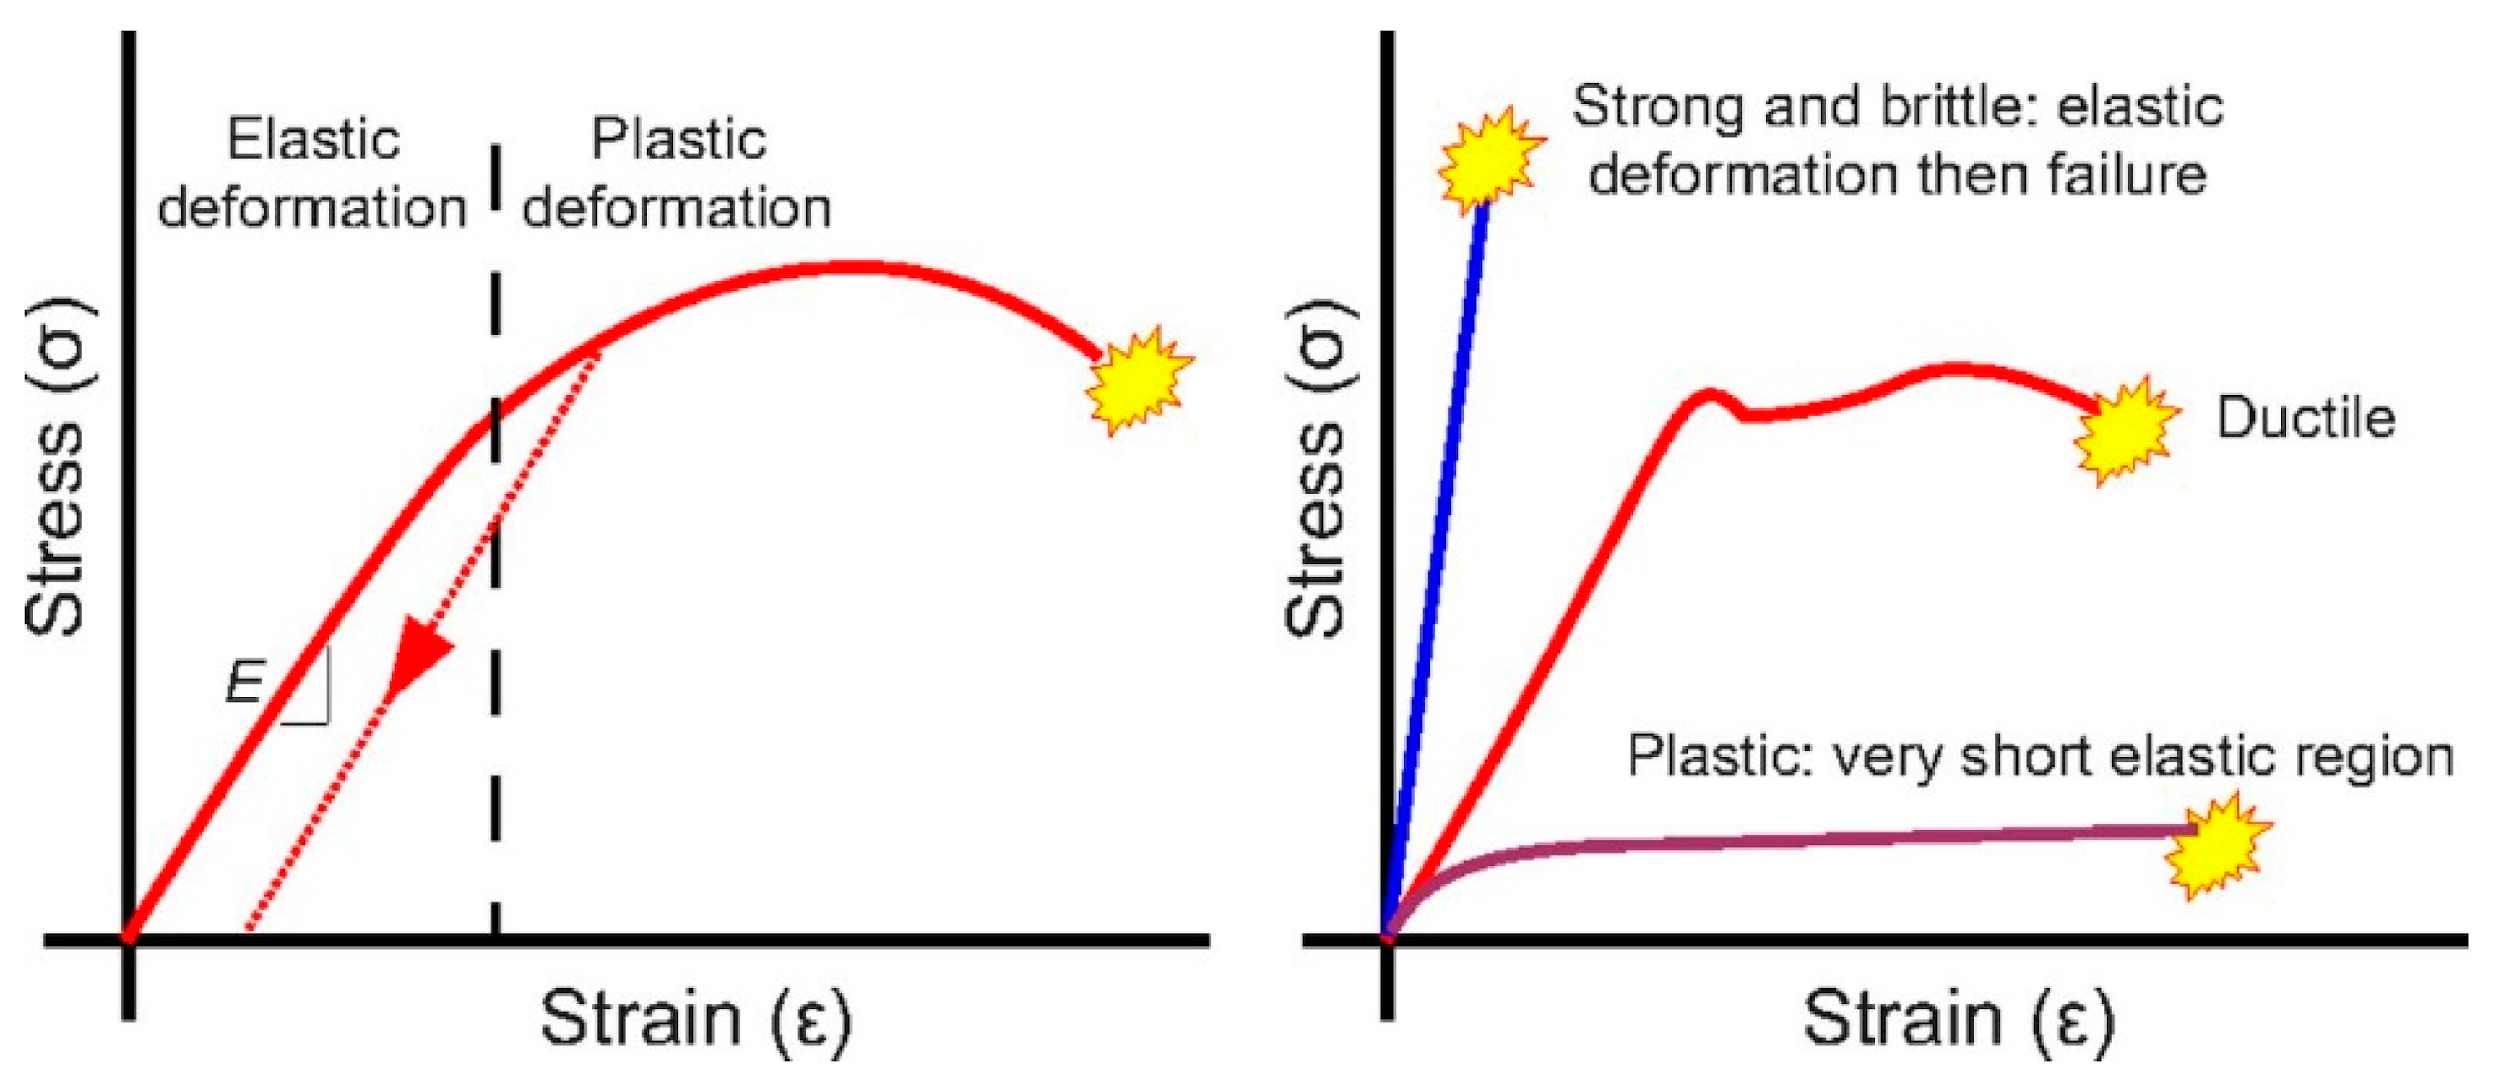 Elastic
deformation
Plastic
deformation
Stress (σ)
E
Strain (ε)
Strong and brittle: elastic
deformation then failure
Stress (σ)
Ductile
Plastic: very short elastic region
Strain (ε)